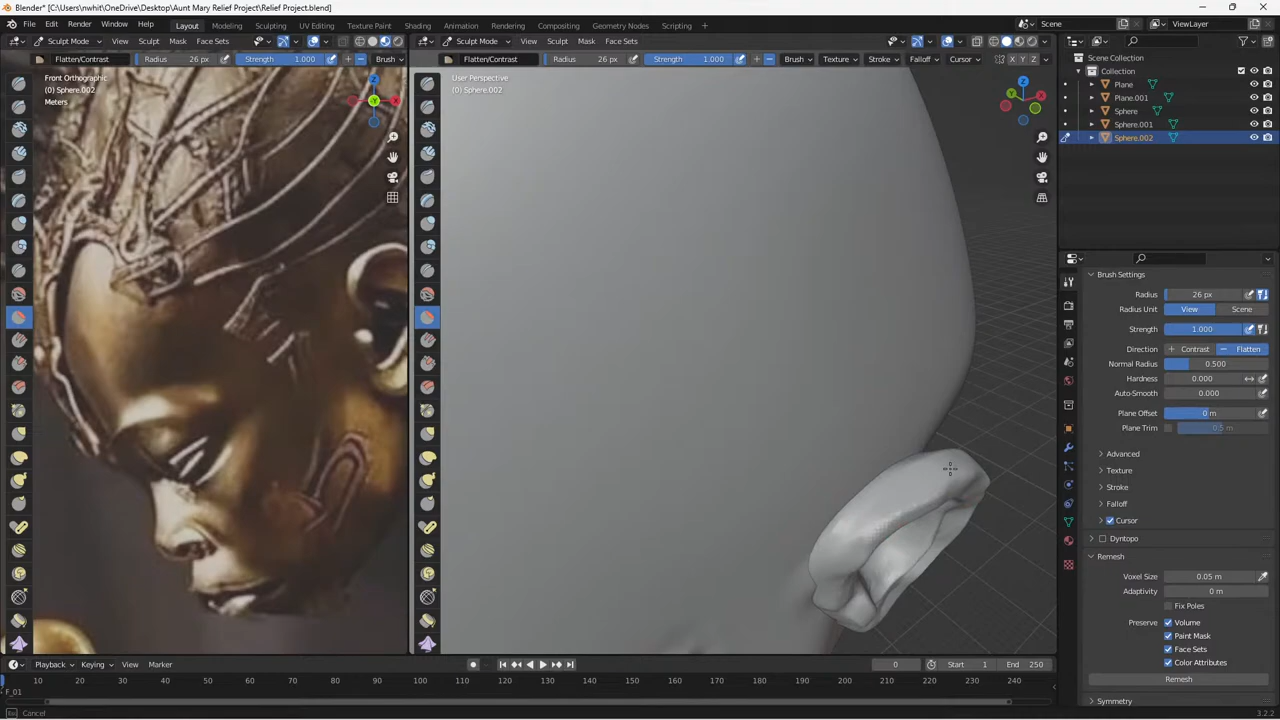 Blender* [C:\Users\nwhit\OneDrive\Desktop\Aunt Mary Relief Project\Relief Project.blend]
File Edit Render Window Help Layout Modeling Sculpting UV Editing Texture Paint Shading Animation Rendering Compositing Geometry Nodes Scripting + Scene ViewLayer
Sculpt Mode View Sculpt Mask Face Sets Sculpt Mode View Sculpt Mask Face Sets
Flatten/Contrast Radius 26 px Strength 1.000 Brush Flatten/Contrast Radius 26 px Strength 1.000 Brush Texture Stroke Falloff Cursor X Y Z
Front Orthographic
(0) Sphere.002
Meters
Z
Y
X
User Perspective
(0) Sphere.002
Z
Y
X
Scene Collection
Collection
Plane
Plane.001
Sphere
Sphere.001
Sphere.002
Brush Settings
Radius 26 px
Radius Unit View Scene
Strength 1.000
Direction + Contrast − Flatten
Normal Radius 0.500
Hardness 0.000
Auto-Smooth 0.000
Plane Offset 0 m
Plane Trim 0.5 m
Advanced
Texture
Stroke
Falloff
Cursor
Dyntopo
Remesh
Voxel Size 0.05 m
Adaptivity 0 m
Fix Poles
Preserve Volume
Paint Mask
Face Sets
Color Attributes
Remesh
Symmetry
Playback Keying View Marker 0 Start 1 End 250
10 20 30 40 50 60 70 80 90 100 110 120 130 140 150 160 170 180 190 200 210 220 230 240
F_01
Cancel 3.2.2